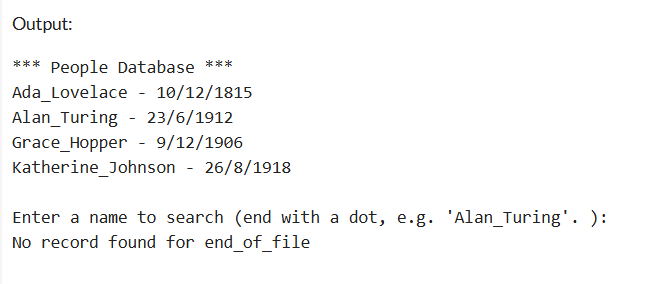 Output:
*** People Database ***
Ada_Lovelace - 10/12/1815
Alan_Turing - 23/6/1912
Grace_Hopper - 9/12/1906
Katherine_Johnson - 26/8/1918
Enter a name to search (end with a dot, e.g. 'Alan_Turing'. ):
No record found for end_of_file